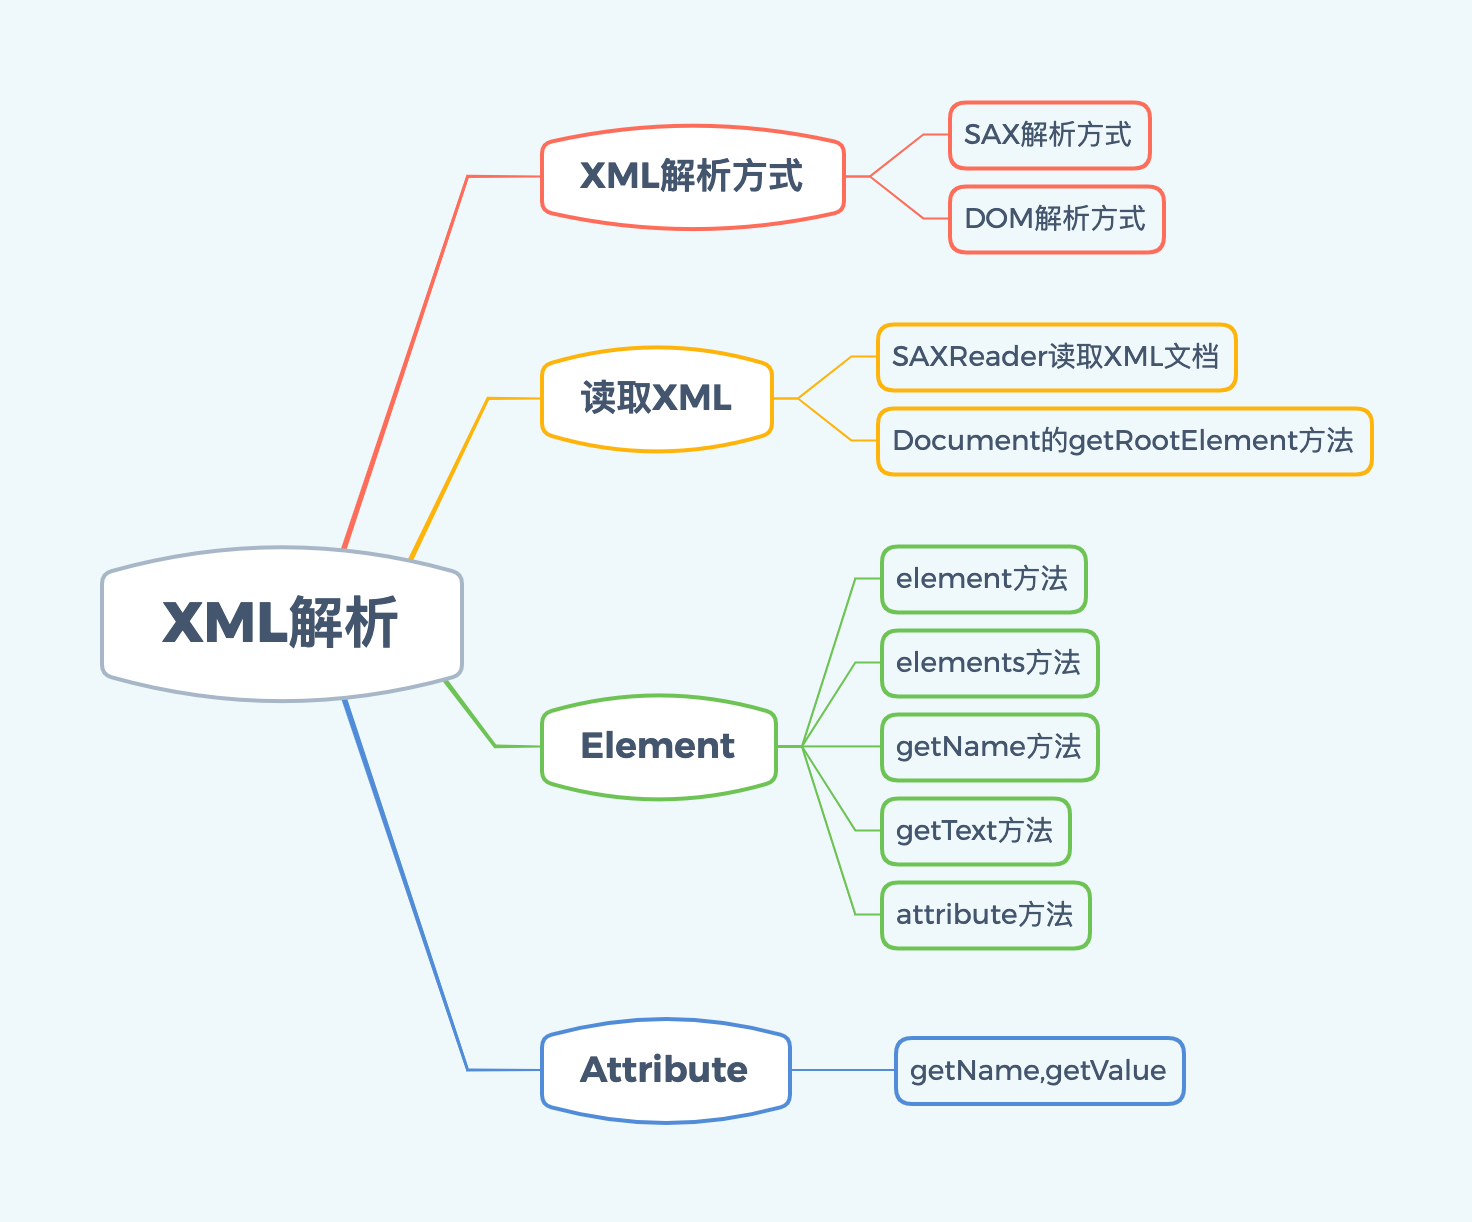 XML解析
XML解析方式
SAX解析方式
DOM解析方式
读取XML
SAXReader读取XML文档
Document的getRootElement方法
Element
element方法
elements方法
getName方法
getText方法
attribute方法
Attribute
getName,getValue